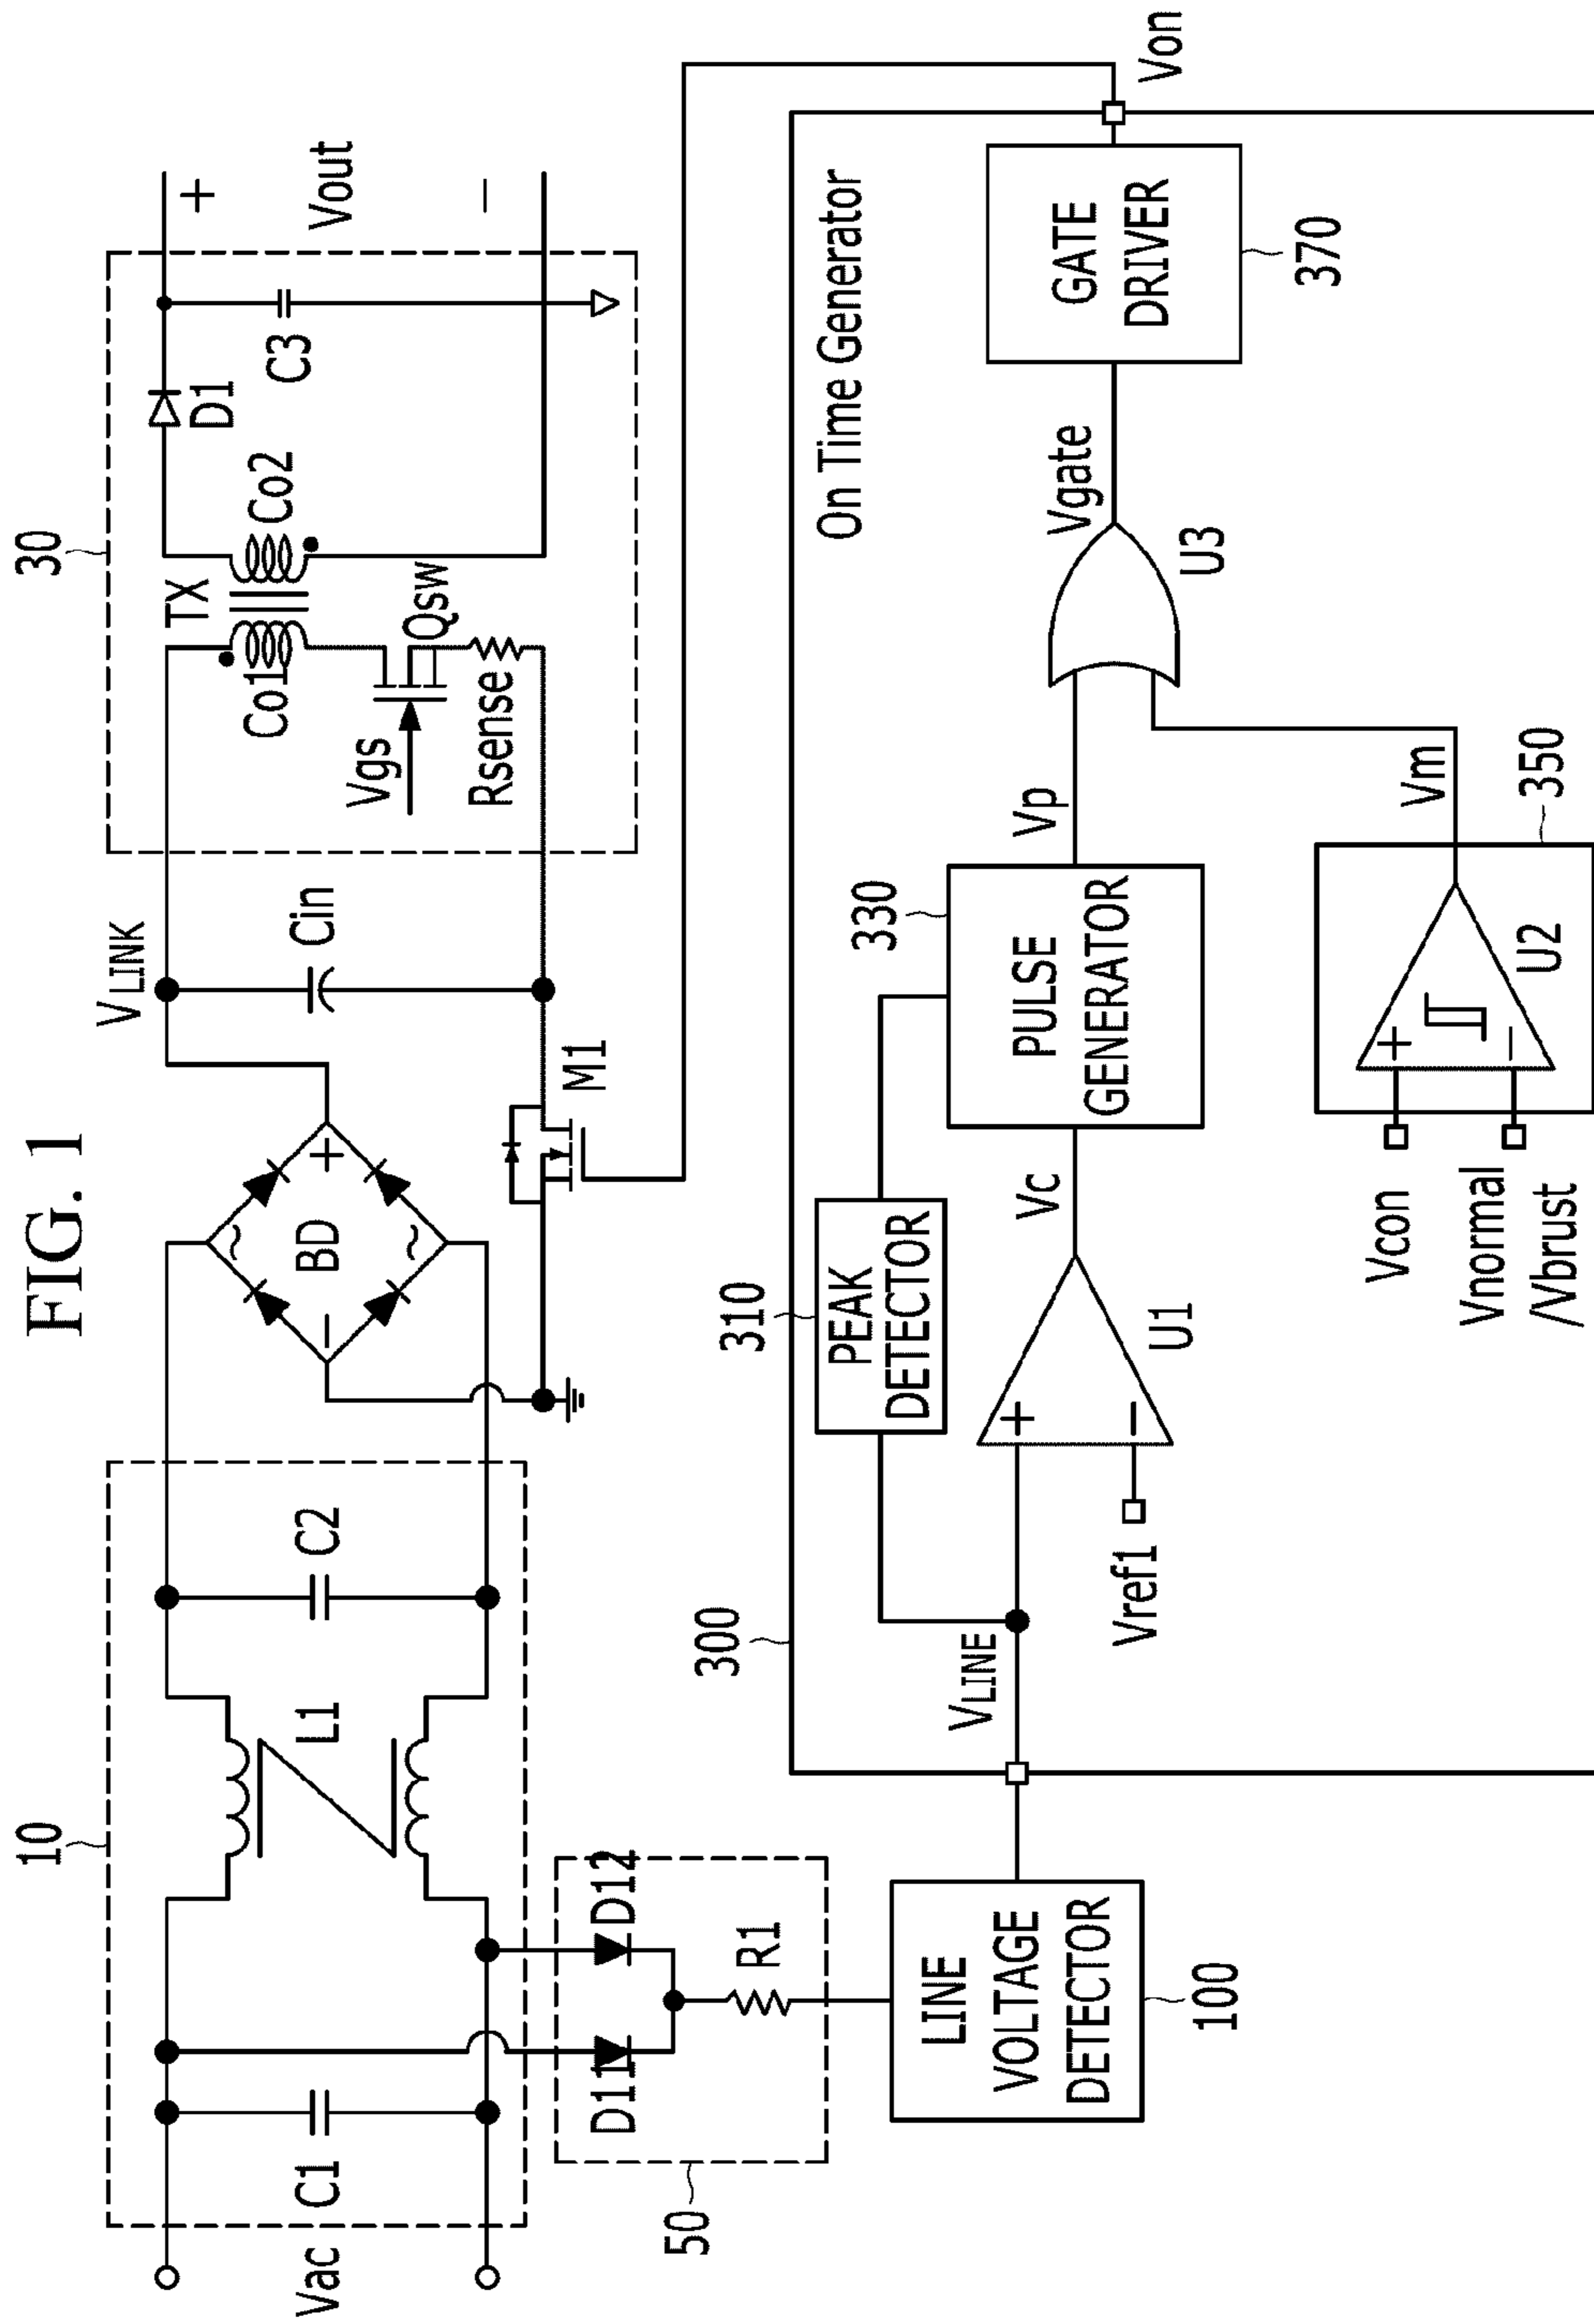 FIG. 1
10
30
Vac
C1
L1
C2
BD
+
−
~
~
VLINK
Cin
M1
TX
Co1
Co2
Vgs
Qsw
Rsense
D1
C3
+
Vout
−
50
D11
D12
R1
LINE
VOLTAGE
DETECTOR
100
300
On Time Generator
VLINE
310
PEAK
DETECTOR
+
−
U1
Vref1
Vc
330
PULSE
GENERATOR
Vp
Vcon
Vnormal
/Vbrust
+
−
U2
350
Vm
U3
Vgate
GATE
DRIVER
370
Von